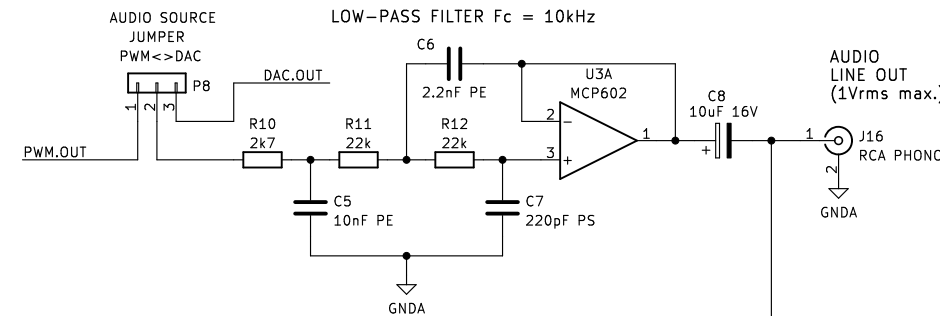 LOW-PASS FILTER Fc = 10kHz
AUDIO SOURCE
JUMPER
PWM<>DAC
P8
1
2
3
DAC.OUT
PWM.OUT
R10
2k7
R11
22k
R12
22k
C6
2.2nF PE
C5
10nF PE
C7
220pF PS
GNDA
U3A
MCP602
2
3
1
-
+
C8
10uF 16V
+
AUDIO
LINE OUT
(1Vrms max.)
1
2
J16
RCA PHONO
GNDA